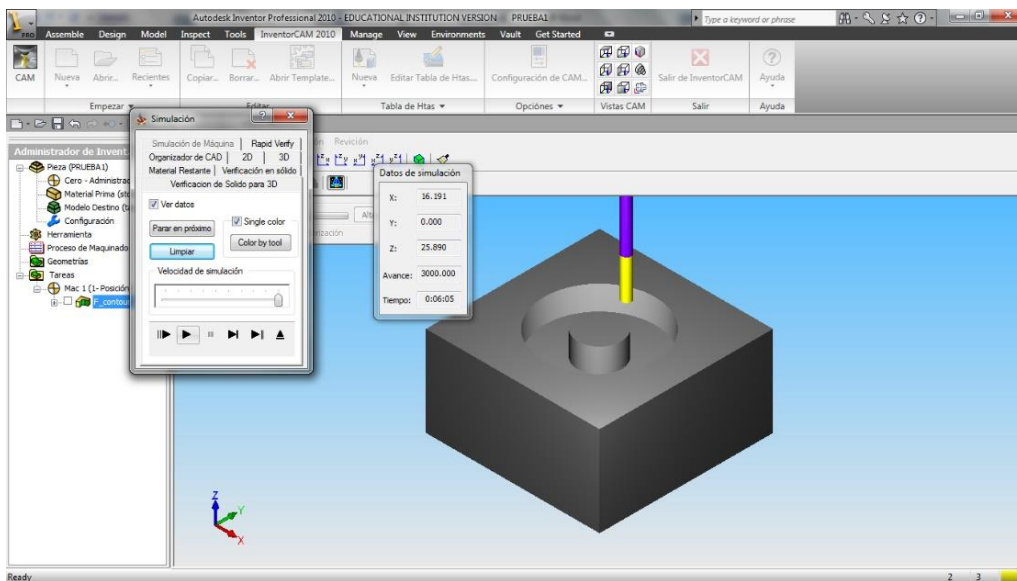 Autodesk Inventor Professional 2010 - EDUCATIONAL INSTITUTION VERSION PRUEBA1
Type a keyword or phrase
PRO Assemble Design Model Inspect Tools InventorCAM 2010 Manage View Environments Vault Get Started
CAM Nueva Abrir... Recientes Copiar... Borrar... Abrir Template... Nueva Editar Tabla de Htas... Configuración de CAM... Salir de InventorCAM Ayuda
Empezar Editar Tabla de Htas Opciónes Vistas CAM Salir Ayuda
Administrador de Invent
Pieza (PRUEBA1)
Cero - Administrad
Material Prima (sto
Modelo Destino (ta
Configuración
Herramienta
Proceso de Maquinado
Geometrías
Tareas
Mac 1 (1- Posición
F_contou
Simulación
Simulación de Máquina Rapid Verify
Organizador de CAD 2D 3D
Material Restante Verificación en sólido
Verificacion de Solido para 3D
Ver datos
Parar en próximo
Single color
Limpiar
Color by tool
Velocidad de simulación
Revición
Datos de simulación
X: 16.191
Y: 0.000
Z: 25.890
Avance: 3000.000
Tiempo: 0:06:05
Z
Y
X
Ready
2 3